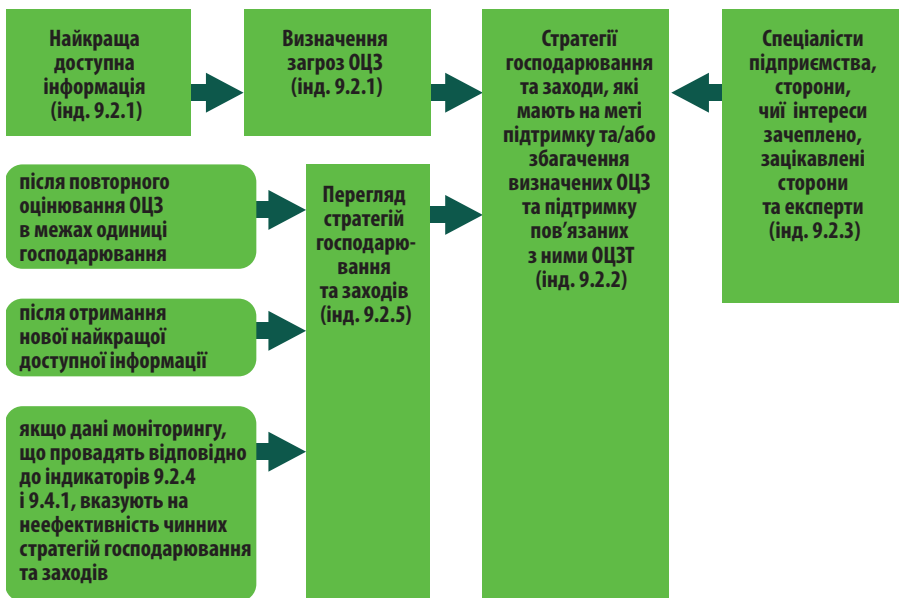 Найкраща
доступна
інформація
(інд. 9.2.1)
Визначення
загроз ОЦЗ
(інд. 9.2.1)
Стратегії
господарювання
та заходи, які
мають на меті
підтримку та/або
збагачення
визначених ОЦЗ
та підтримку
пов’язаних
з ними ОЦЗТ
(інд. 9.2.2)
Спеціалісти
підприємства,
сторони,
чиї інтереси
зачеплено,
зацікавлені
сторони
та експерти
(інд. 9.2.3)
після повторного
оцінювання ОЦЗ
в межах одиниці
господарювання
Перегляд
стратегій
господарю-
вання
та заходів
(інд. 9.2.5)
після отримання
нової найкращої
доступної інформації
якщо дані моніторингу,
що провадять відповідно
до індикаторів 9.2.4
і 9.4.1, вказують на
неефективність чинних
стратегій господарювання
та заходів